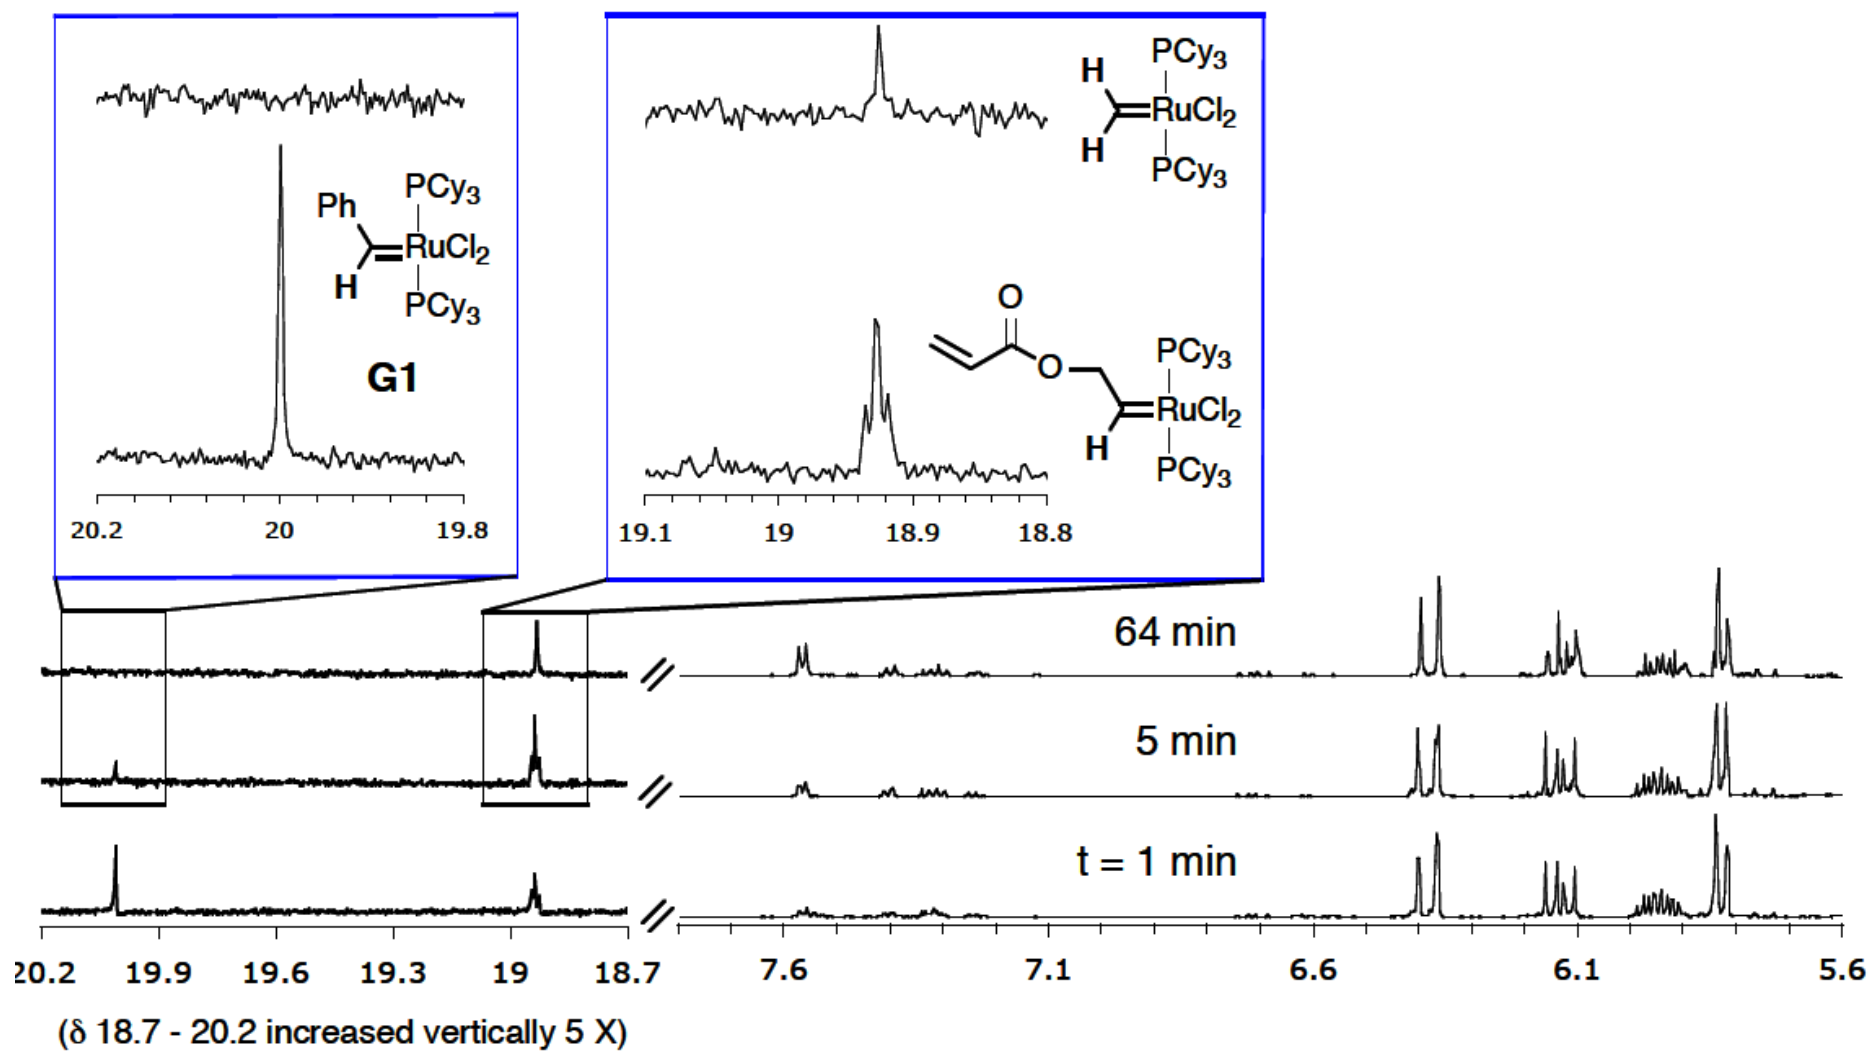 PCy3
Ph
RuCl2
H
PCy3
G1
20.2 20 19.8
H
PCy3
RuCl2
H
PCy3
O
O
PCy3
RuCl2
H
PCy3
19.1 19 18.9 18.8
64 min
5 min
t = 1 min
20.2 19.9 19.6 19.3 19 18.7 7.6 7.1 6.6 6.1 5.6
(δ 18.7 - 20.2 increased vertically 5 X)